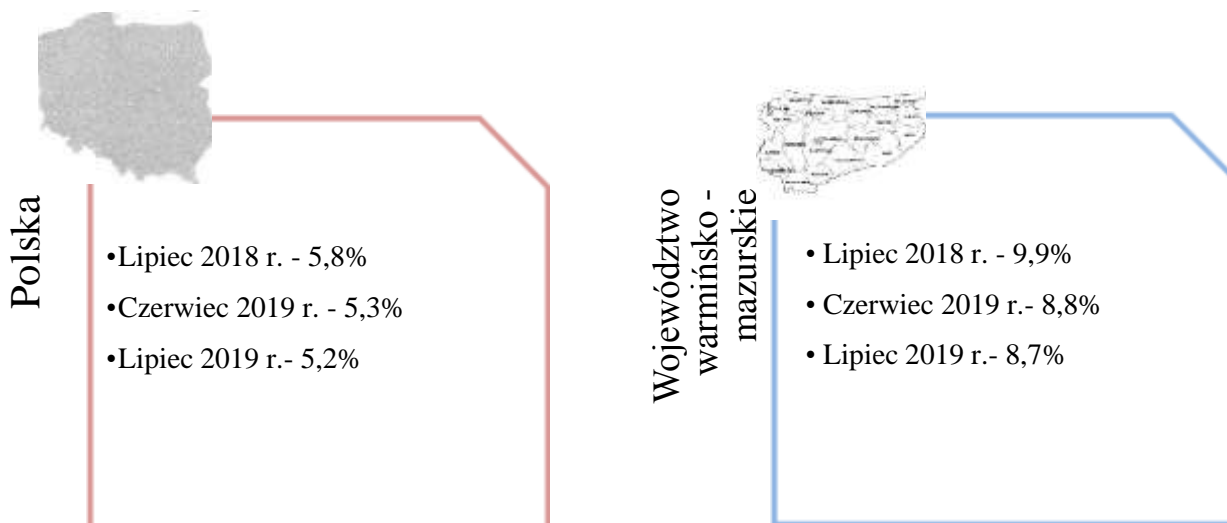 Polska
•Lipiec 2018 r. - 5,8%
•Czerwiec 2019 r. - 5,3%
•Lipiec 2019 r.- 5,2%
Województwo
warmińsko -
mazurskie
• Lipiec 2018 r. - 9,9%
• Czerwiec 2019 r.- 8,8%
• Lipiec 2019 r.- 8,7%